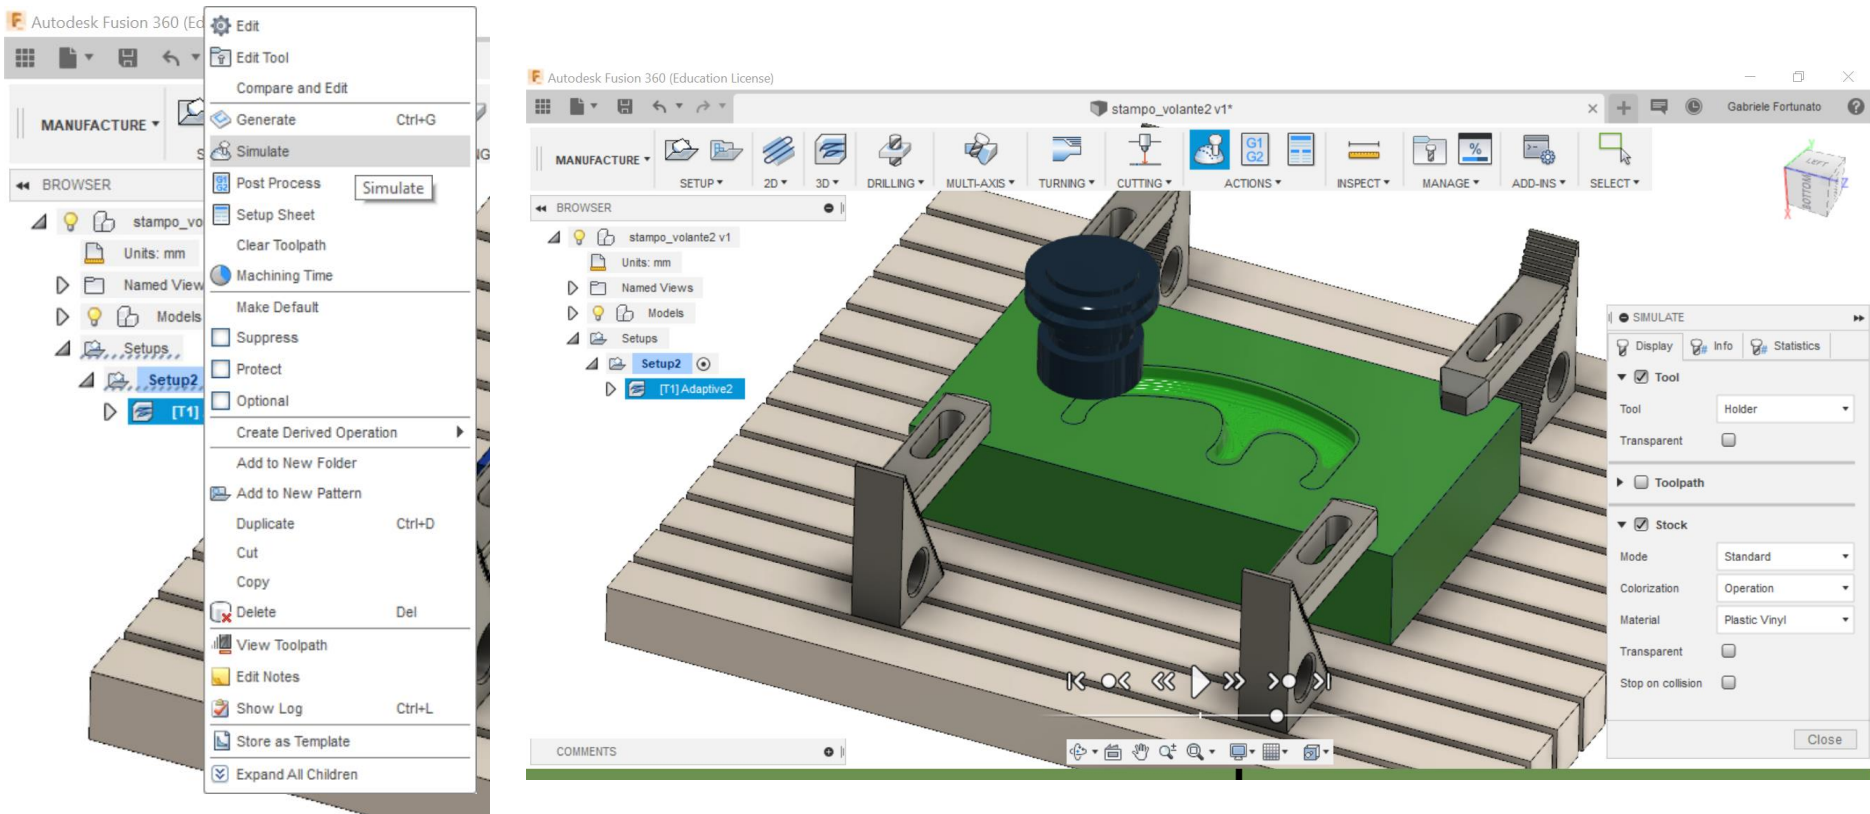 Autodesk Fusion 360 (Ed
MANUFACTURE
S
NG
BROWSER
stampo_vo
Units: mm
Named View
Models
Setups
Setup2
[T1]
Edit
Edit Tool
Compare and Edit
Generate Ctrl+G
Simulate
Post Process
Simulate
Setup Sheet
Clear Toolpath
Machining Time
Make Default
Suppress
Protect
Optional
Create Derived Operation
Add to New Folder
Add to New Pattern
Duplicate Ctrl+D
Cut
Copy
Delete Del
View Toolpath
Edit Notes
Show Log Ctrl+L
Store as Template
Expand All Children
Autodesk Fusion 360 (Education License)
stampo_volante2 v1*
Gabriele Fortunato
MANUFACTURE
G1
G2
%
SETUP 2D 3D DRILLING MULTI-AXIS TURNING CUTTING ACTIONS INSPECT MANAGE ADD-INS SELECT
LEFT
BOTTOM
Y
Z
X
BROWSER
stampo_volante2 v1
Units: mm
Named Views
Models
Setups
Setup2
[T1] Adaptive2
SIMULATE
Display Info Statistics
Tool
Tool Holder
Transparent
Toolpath
Stock
Mode Standard
Colorization Operation
Material Plastic Vinyl
Transparent
Stop on collision
Close
COMMENTS